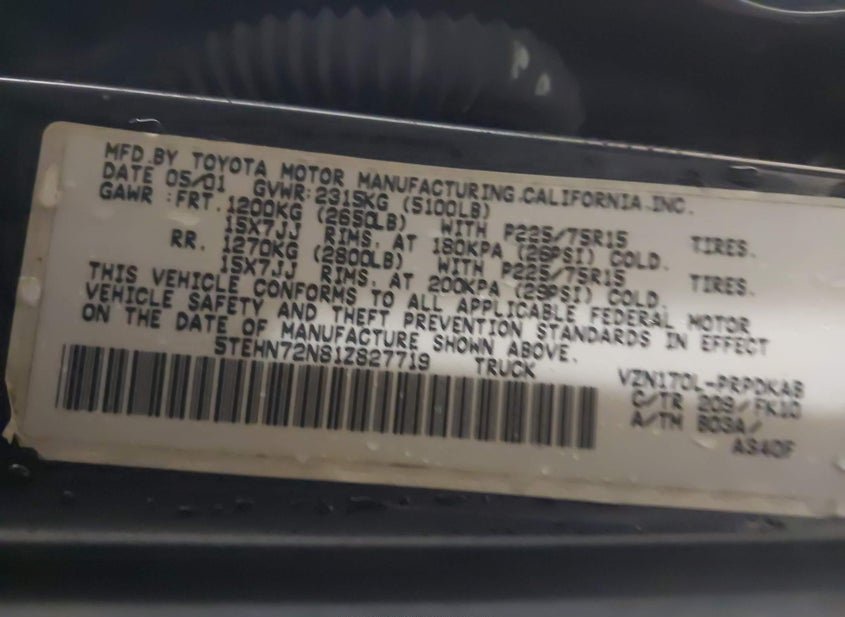 MFD.BY TOYOTA MOTOR MANUFACTURING.CALIFORNIA.INC.
DATE 05/01 GVWR:2315KG (5100LB)
GAWR :FRT.1200KG (2650LB) WITH P225/75R15 TIRES.
15X7JJ RIMS, AT 180KPA (26PSI) COLD.
RR. 1270KG (2800LB) WITH P225/75R15 TIRES.
15X7JJ RIMS, AT 200KPA (29PSI) COLD.
THIS VEHICLE CONFORMS TO ALL APPLICABLE FEDERAL MOTOR
VEHICLE SAFETY AND THEFT PREVENTION STANDARDS IN EFFECT
ON THE DATE OF MANUFACTURE SHOWN ABOVE.
5TEHN72N81Z827719 TRUCK
VZN170L-PRPDKAB
C/TR 209/FK10
A/TM B03A/
A340F